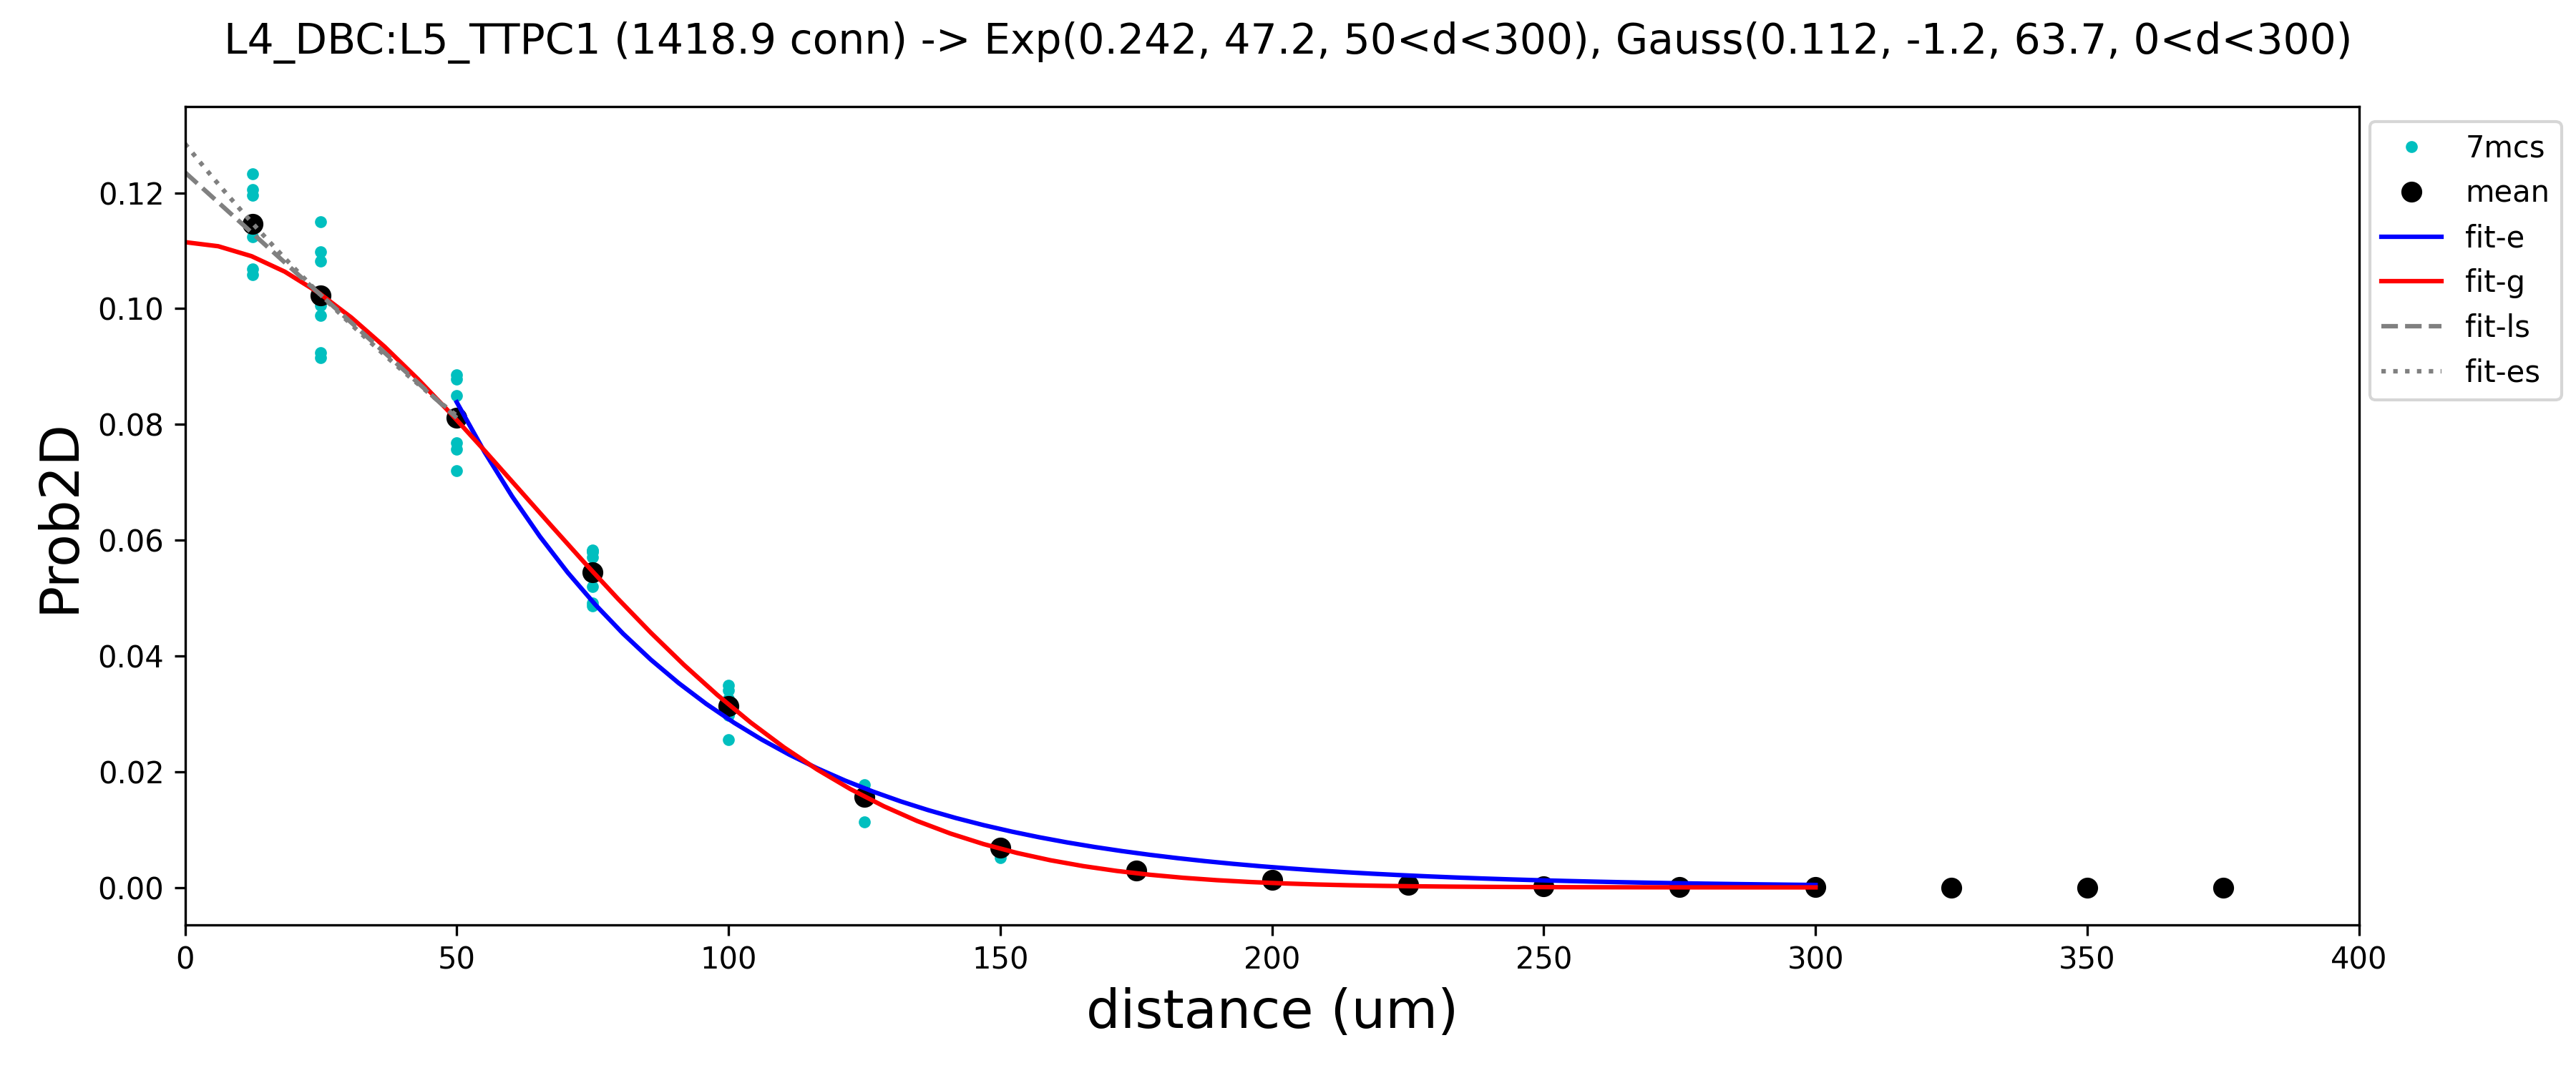 L4_DBC:L5_TTPC1 (1418.9 conn) -> Exp(0.242, 47.2, 50<d<300), Gauss(0.112, -1.2, 63.7, 0<d<300)
7mcs
mean
fit-e
fit-g
fit-ls
fit-es
Prob2D
0.12
0.10
0.08
0.06
0.04
0.02
0.00
0 50 100 150 200 250 300 350 400
distance (um)